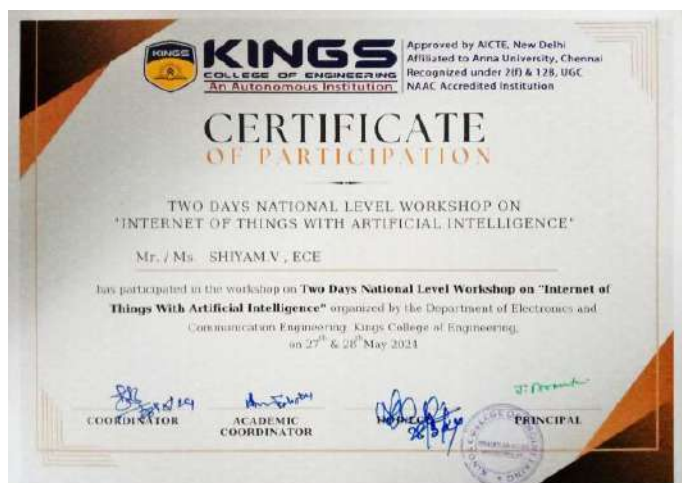 KINGS
KINGS
COLLEGE OF ENGINEERING
An Autonomous Institution
Approved by AICTE, New Delhi
Affiliated to Anna University, Chennai
Recognized under 2(f) & 12B, UGC
NAAC Accredited Institution
CERTIFICATE
OF PARTICIPATION
TWO DAYS NATIONAL LEVEL WORKSHOP ON
"INTERNET OF THINGS WITH ARTIFICIAL INTELLIGENCE"
Mr. / Ms. SHIYAM.V , ECE
has participated in the workshop on Two Days National Level Workshop on "Internet of
Things With Artificial Intelligence" organized by the Department of Electronics and
Communication Engineering, Kings College of Engineering,
on 27th & 28th May 2024
COORDINATOR
ACADEMIC
COORDINATOR
PRINCIPAL